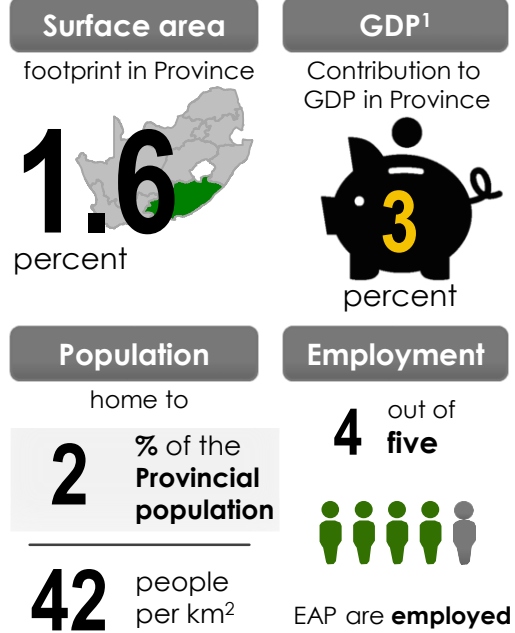 Surface area
footprint in Province
1.6
percent
GDP¹
Contribution to
GDP in Province
3
percent
Population
home to
2 % of the
Provincial
population
42 people
per km²
Employment
4 out of
five
EAP are employed